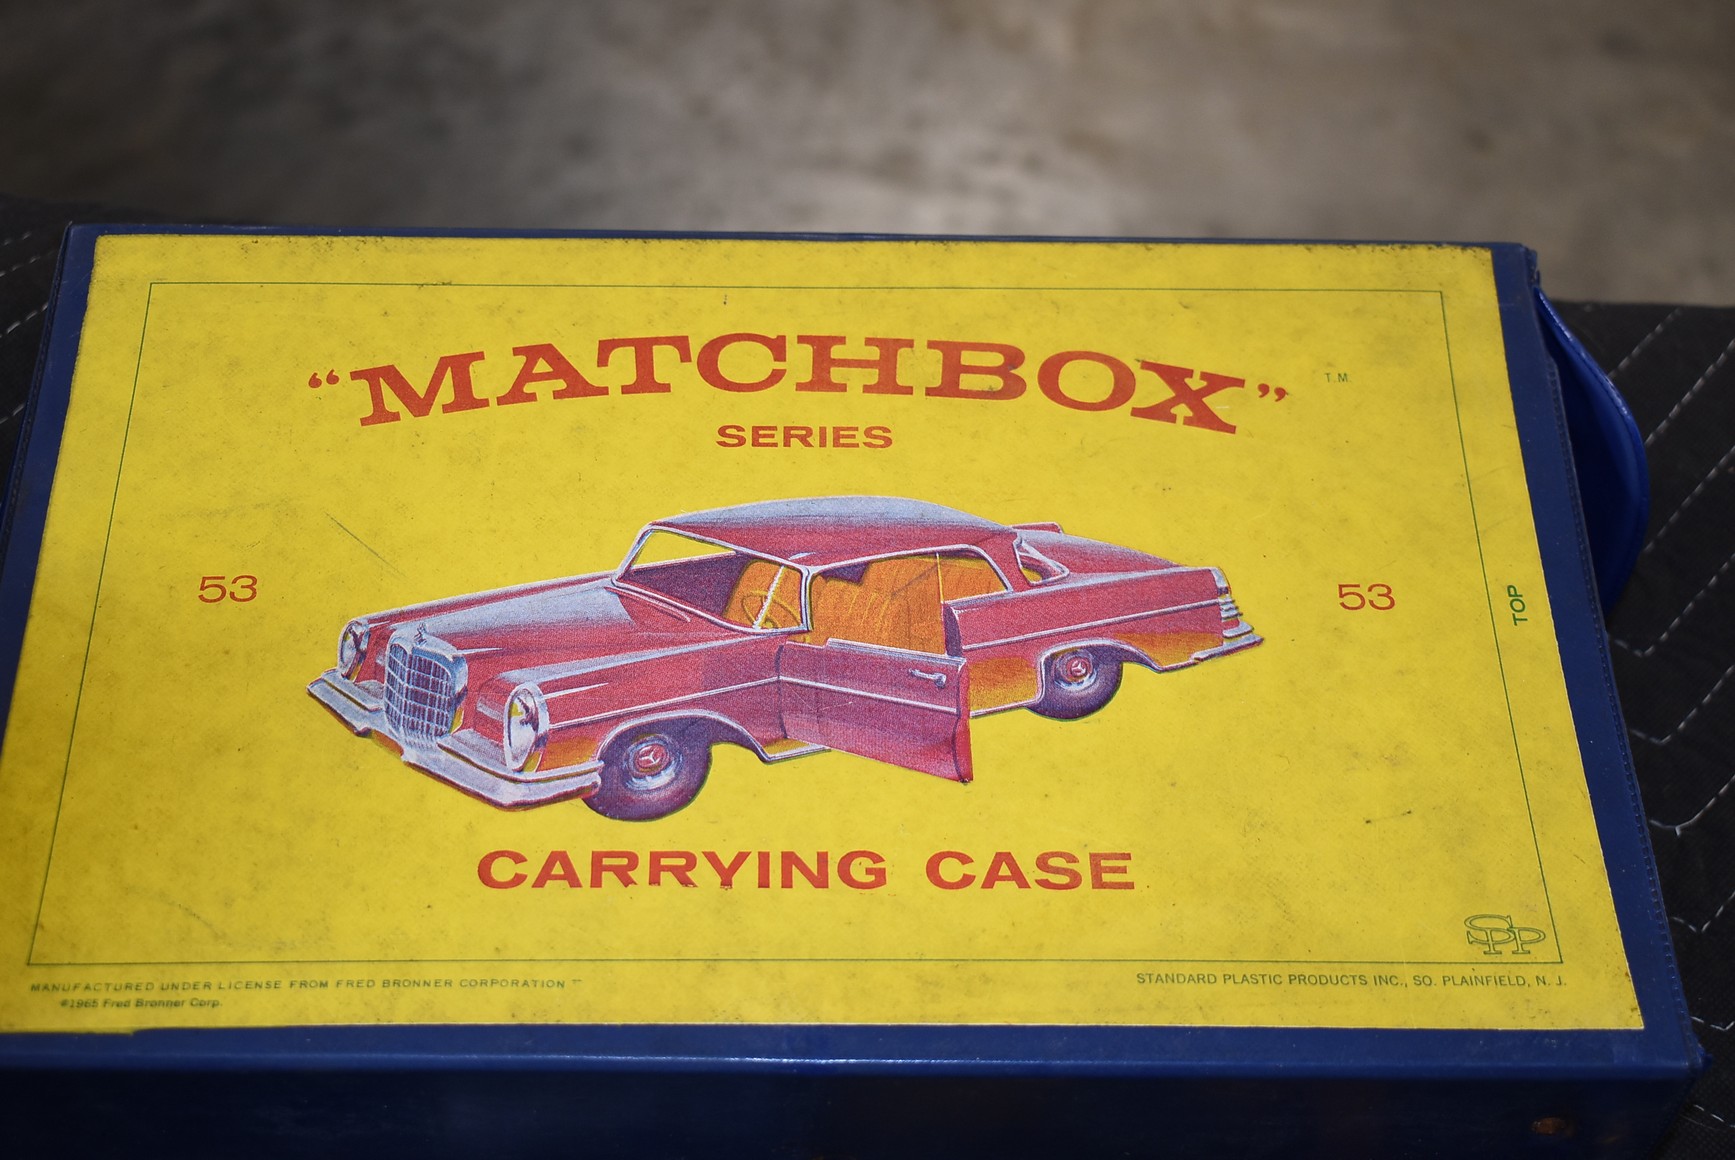 “MATCHBOX”
T.M.
SERIES
53
53
TOP
CARRYING CASE
SPP
MANUFACTURED UNDER LICENSE FROM FRED BRONNER CORPORATION
©1965 Fred Bronner Corp.
STANDARD PLASTIC PRODUCTS INC., SO. PLAINFIELD, N. J.